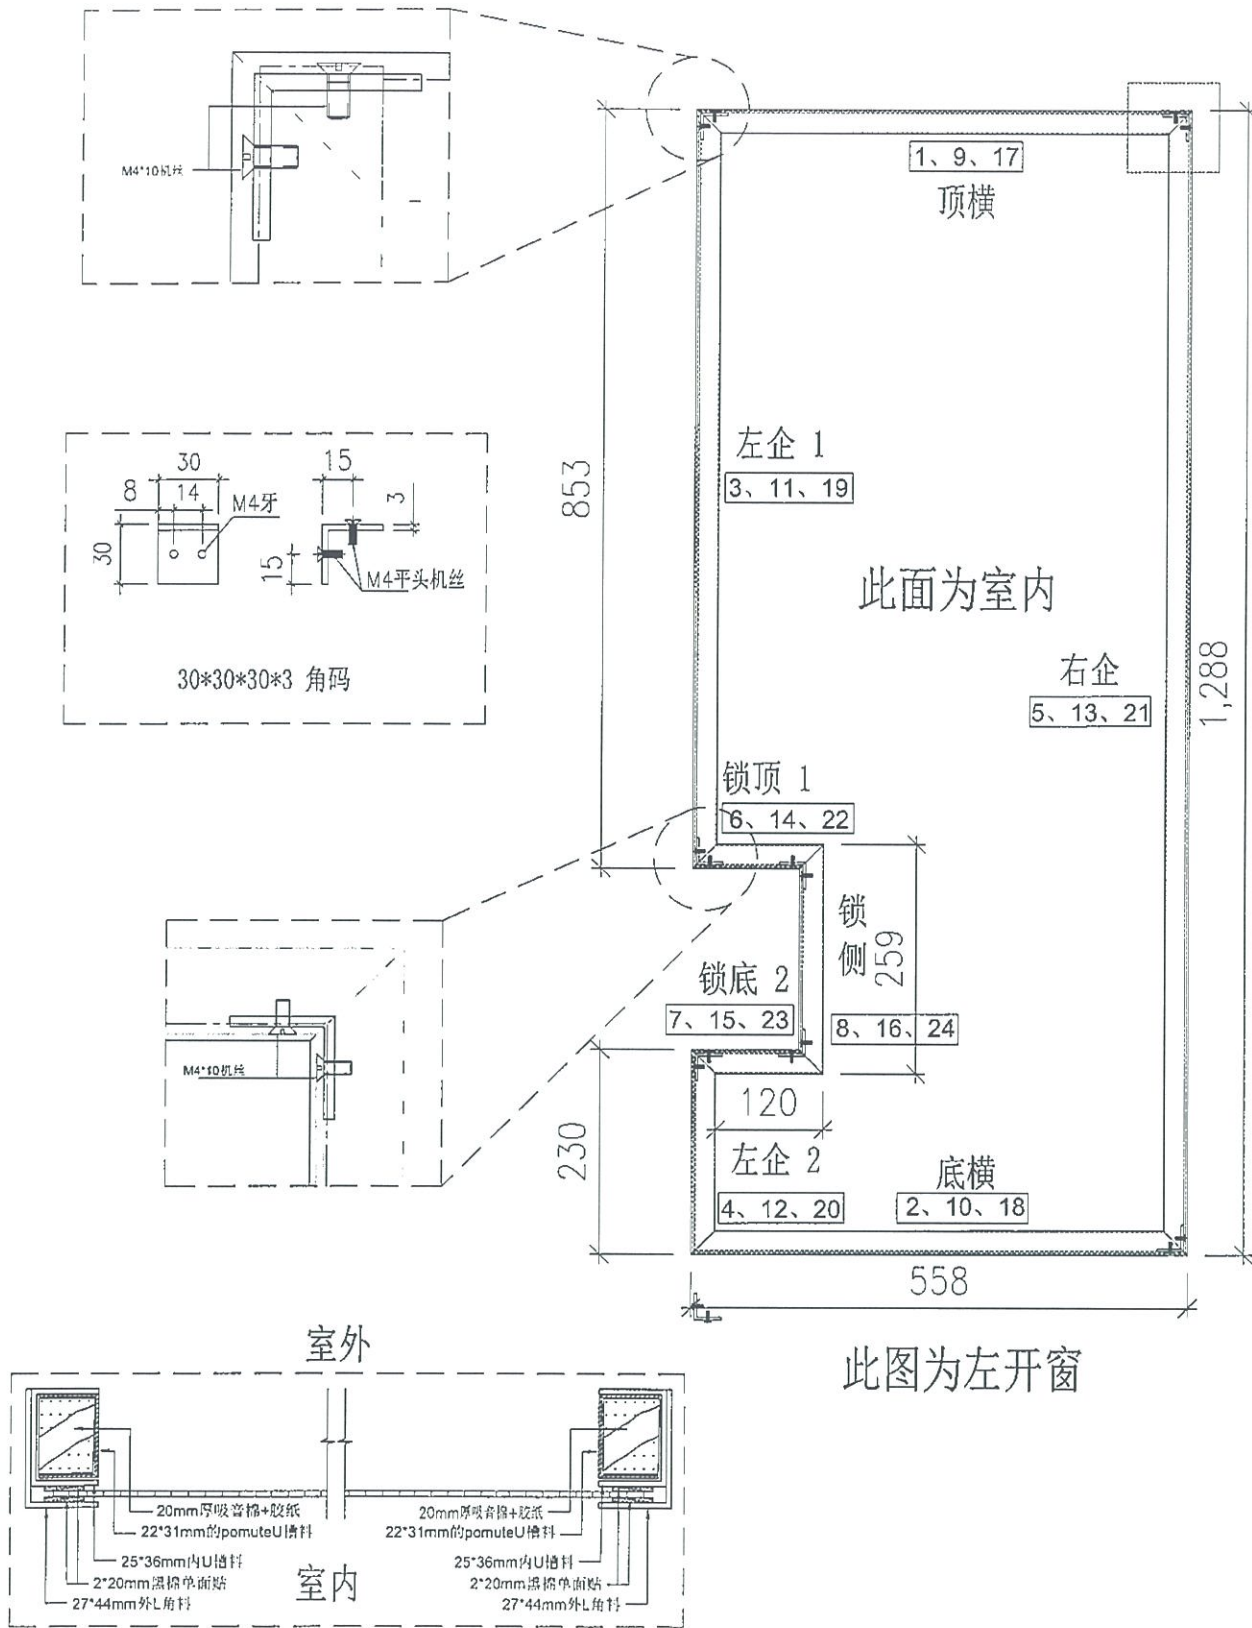 M4*10机丝
1、9、17
顶横
853
左企 1
3、11、19
30
15
8
14
M4牙
3
30
15
M4平头机丝
30*30*30*3 角码
此面为室内
右企
5、13、21
1,288
锁顶 1
6、14、22
锁侧
259
锁底 2
7、15、23
8、16、24
M4*10机丝
120
230
左企 2
4、12、20
底横
2、10、18
558
此图为左开窗
室外
20mm厚吸音棉+胶纸
22*31mm的pomuteU槽料
25*36mm内U槽料
2*20mm黑棉单面贴
27*44mm外L角料
室内
20mm厚吸音棉+胶纸
22*31mm的pomuteU槽料
25*36mm内U槽料
2*20mm黑棉单面贴
27*44mm外L角料